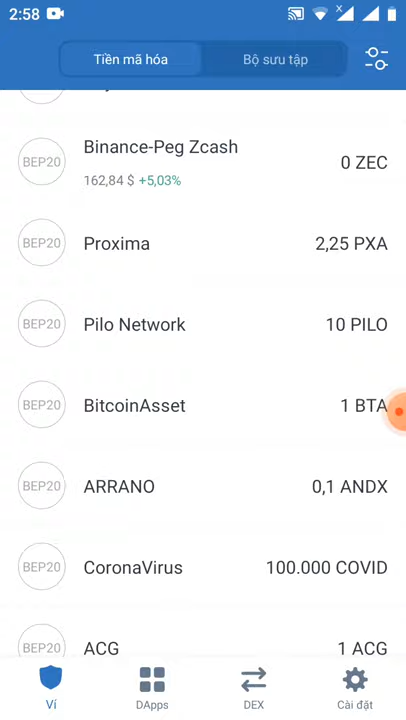 2:58
Tiền mã hóa
Bộ sưu tập
BEP20
Binance-Peg Zcash
162,84 $ +5,03%
0 ZEC
BEP20
Proxima
2,25 PXA
BEP20
Pilo Network
10 PILO
BEP20
BitcoinAsset
1 BTA
BEP20
ARRANO
0,1 ANDX
BEP20
CoronaVirus
100.000 COVID
BEP20
ACG
1 ACG
Ví
DApps
DEX
Cài đặt